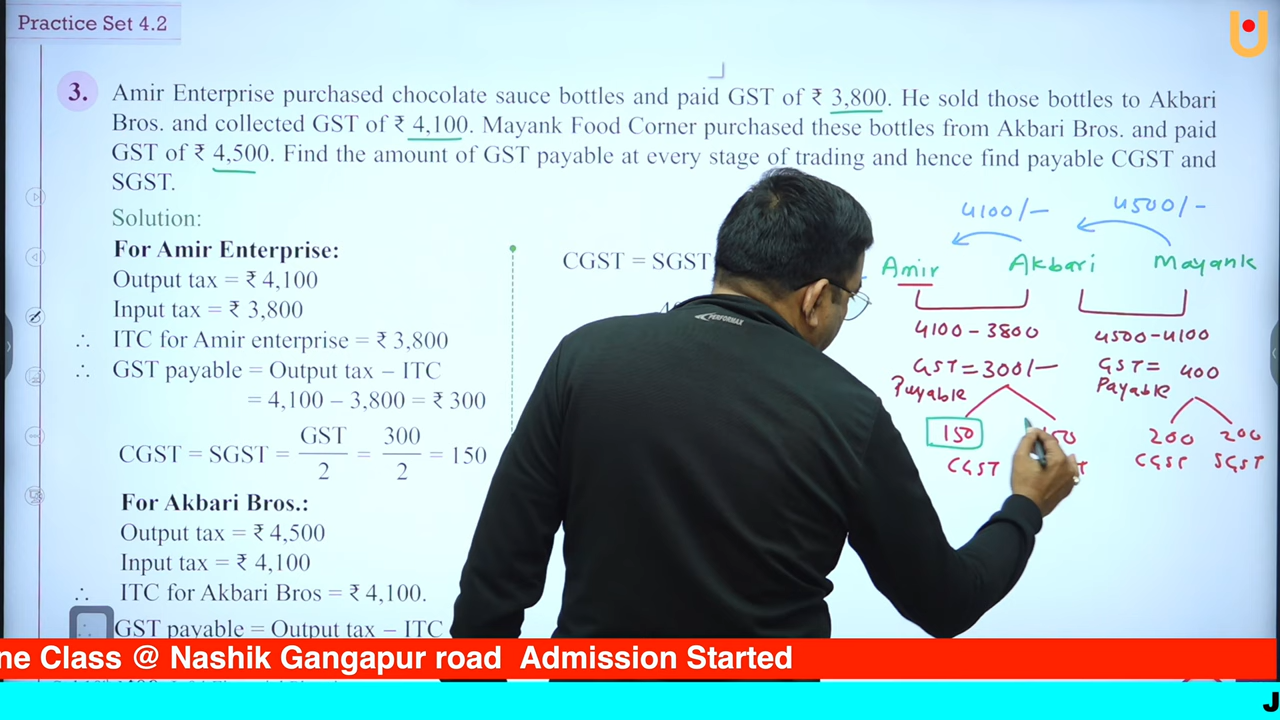 Practice Set 4.2
3. Amir Enterprise purchased chocolate sauce bottles and paid GST of ₹ 3,800. He sold those bottles to Akbari
Bros. and collected GST of ₹ 4,100. Mayank Food Corner purchased these bottles from Akbari Bros. and paid
GST of ₹ 4,500. Find the amount of GST payable at every stage of trading and hence find payable CGST and
SGST.
Solution:
For Amir Enterprise:
Output tax = ₹ 4,100
Input tax = ₹ 3,800
∴ ITC for Amir enterprise = ₹ 3,800
∴ GST payable = Output tax – ITC
= 4,100 – 3,800 = ₹ 300
CGST = SGST = GST/2 = 300/2 = 150
For Akbari Bros.:
Output tax = ₹ 4,500
Input tax = ₹ 4,100
∴ ITC for Akbari Bros = ₹ 4,100.
∴ GST payable = Output tax – ITC
CGST = SGST
4100/- 4500/-
Amir Akbari Mayank
4100 - 3800 4500-4100
GST = 300/- GST = 400
Payable Payable
150 200 200
CGST CGST SGST
ne Class @ Nashik Gangapur road Admission Started
J